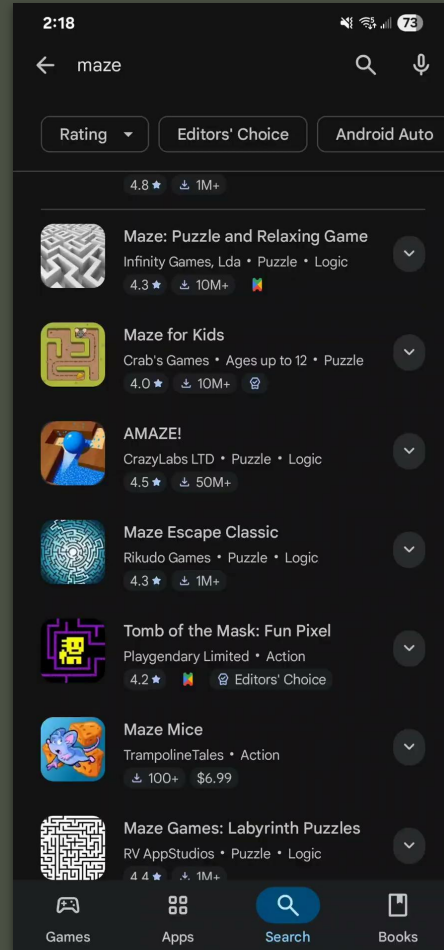 2:18
73
maze
Rating
Editors' Choice
Android Auto
4.8 ★ 1M+
Maze: Puzzle and Relaxing Game
Infinity Games, Lda • Puzzle • Logic
4.3 ★ 10M+
Maze for Kids
Crab's Games • Ages up to 12 • Puzzle
4.0 ★ 10M+
AMAZE!
CrazyLabs LTD • Puzzle • Logic
4.5 ★ 50M+
Maze Escape Classic
Rikudo Games • Puzzle • Logic
4.3 ★ 1M+
Tomb of the Mask: Fun Pixel
Playgendary Limited • Action
4.2 ★ Editors' Choice
Maze Mice
TrampolineTales • Action
100+ $6.99
Maze Games: Labyrinth Puzzles
RV AppStudios • Puzzle • Logic
4.4 ★ 1M+
Games
Apps
Search
Books